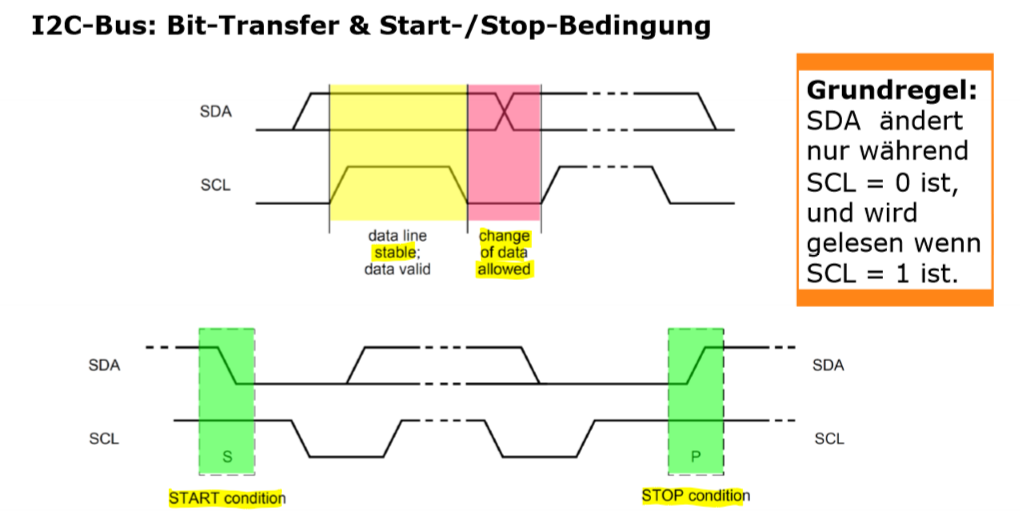 I2C-Bus: Bit-Transfer & Start-/Stop-Bedingung
SDA
SCL
data line
stable;
data valid
change
of data
allowed
Grundregel:
SDA ändert
nur während
SCL = 0 ist,
und wird
gelesen wenn
SCL = 1 ist.
SDA
SDA
SCL
SCL
S
P
START condition
STOP condition